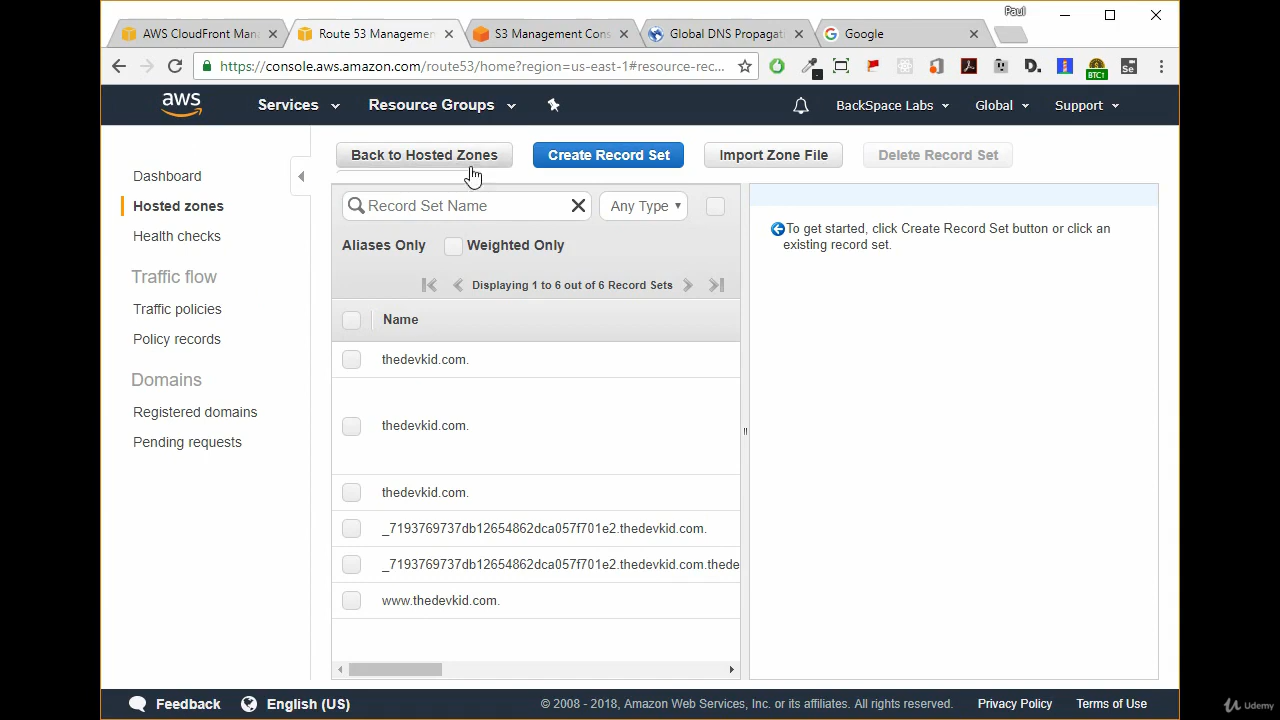 Paul
AWS CloudFront Man
Route 53 Managemen
S3 Management Cons
Global DNS Propagat
Google
https://console.aws.amazon.com/route53/home?region=us-east-1#resource-rec...
BTC1
Se
aws
Services
Resource Groups
BackSpace Labs
Global
Support
Back to Hosted Zones
Create Record Set
Import Zone File
Delete Record Set
Dashboard
Hosted zones
Health checks
Traffic flow
Traffic policies
Policy records
Domains
Registered domains
Pending requests
Record Set Name
Any Type
Aliases Only
Weighted Only
Displaying 1 to 6 out of 6 Record Sets
Name
thedevkid.com.
thedevkid.com.
thedevkid.com.
_7193769737db12654862dca057f701e2.thedevkid.com.
_7193769737db12654862dca057f701e2.thedevkid.com.thede
www.thedevkid.com.
To get started, click Create Record Set button or click an
existing record set.
Feedback
English (US)
© 2008 - 2018, Amazon Web Services, Inc. or its affiliates. All rights reserved.
Privacy Policy
Terms of Use
Udemy